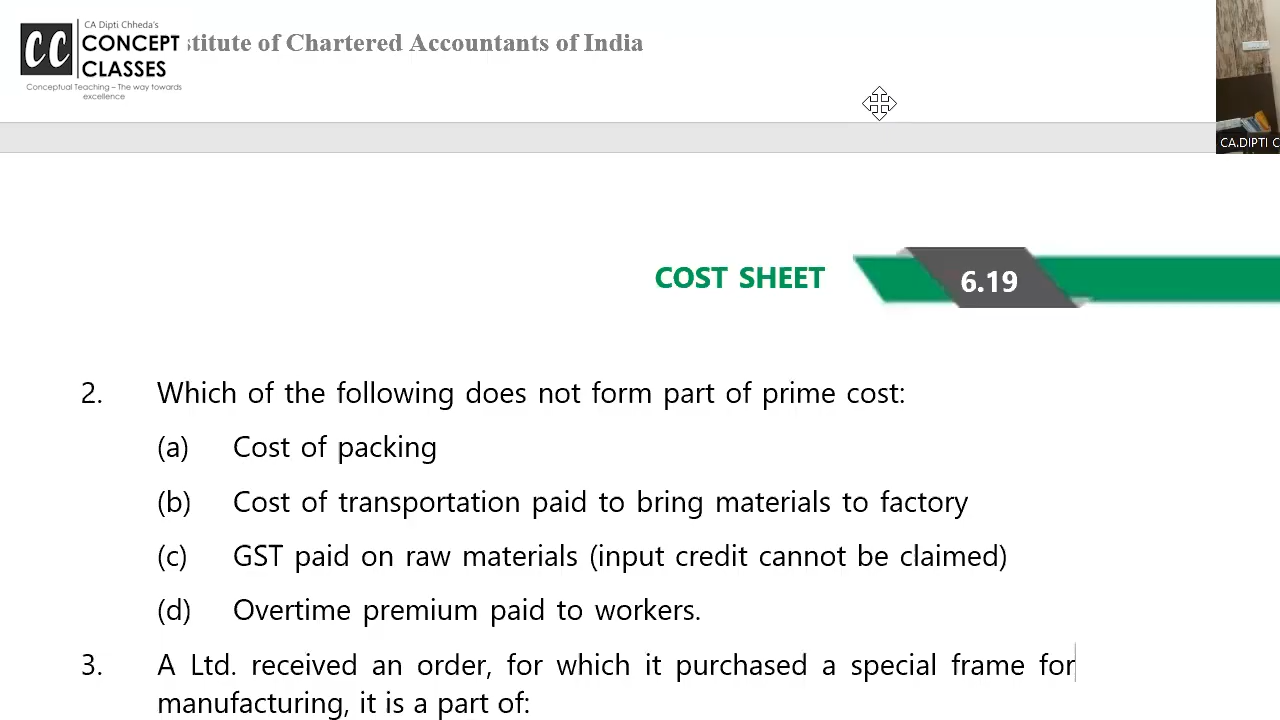 CA Dipti Chheda's
CC CONCEPT
CLASSES
Conceptual Teaching – The way towards
excellence
stitute of Chartered Accountants of India
CA.DIPTI C
COST SHEET 6.19
2. Which of the following does not form part of prime cost:
(a) Cost of packing
(b) Cost of transportation paid to bring materials to factory
(c) GST paid on raw materials (input credit cannot be claimed)
(d) Overtime premium paid to workers.
3. A Ltd. received an order, for which it purchased a special frame for
manufacturing, it is a part of: